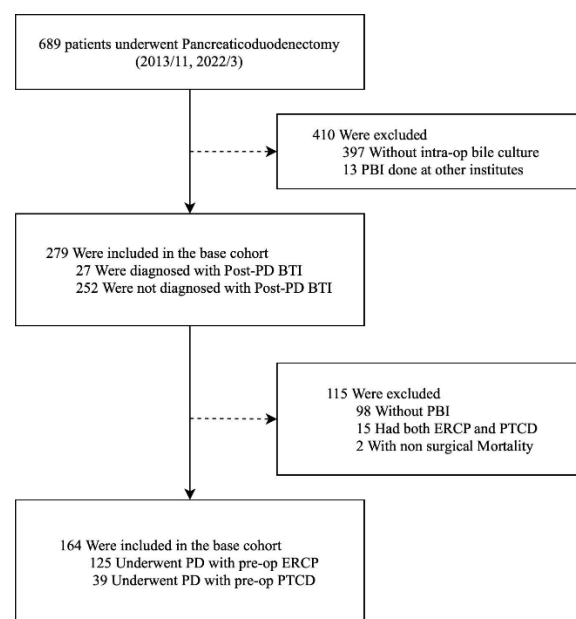 689 patients underwent Pancreaticoduodenectomy
(2013/11, 2022/3)
410 Were excluded
397 Without intra-op bile culture
13 PBI done at other institutes
279 Were included in the base cohort
27 Were diagnosed with Post-PD BTI
252 Were not diagnosed with Post-PD BTI
115 Were excluded
98 Without PBI
15 Had both ERCP and PTCD
2 With non surgical Mortality
164 Were included in the base cohort
125 Underwent PD with pre-op ERCP
39 Underwent PD with pre-op PTCD